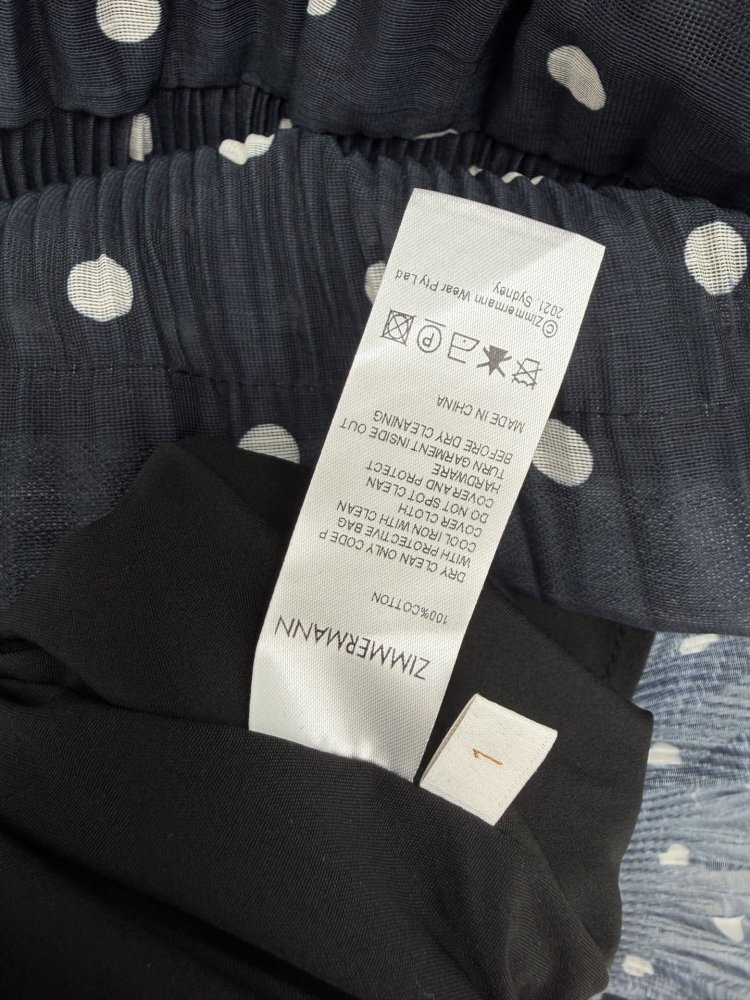 ZIMMERMANN
100%COTTON
DRY CLEAN ONLY CODE P
WITH PROTECTIVE BAG
COOL IRON WITH CLEAN
COVER CLOTH
DO NOT SPOT CLEAN
COVER AND PROTECT
HARDWARE
TURN GARMENT INSIDE OUT
BEFORE DRY CLEANING
MADE IN CHINA
P
©Zimmermann Wear Pty Lad
2021, Sydney.
1